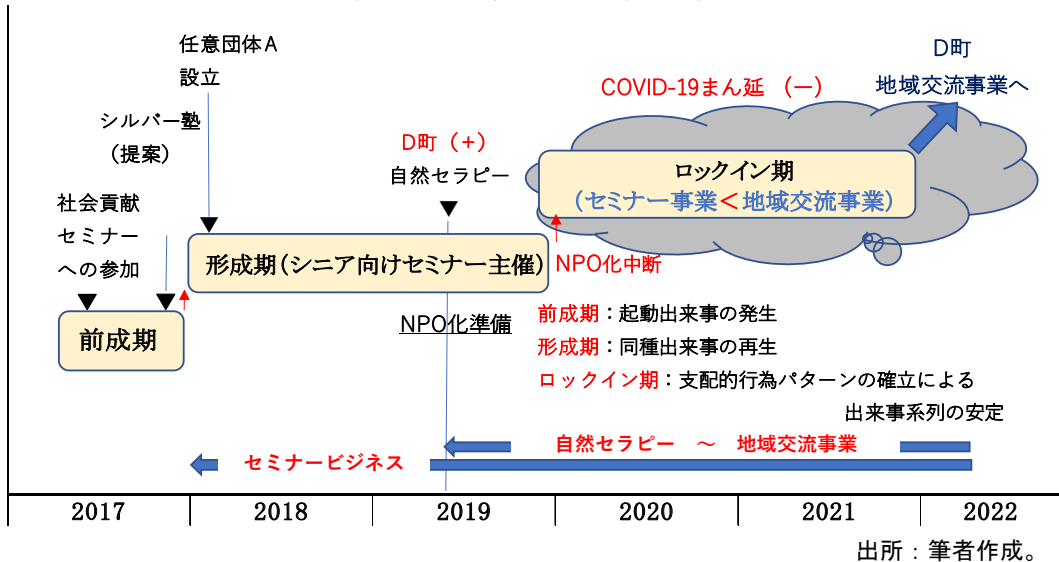 任意団体A
設立
シルバー塾
（提案）
社会貢献
セミナー
への参加
前成期
形成期（シニア向けセミナー主催）
D町（＋）
自然セラピー
NPO化準備
COVID-19まん延　（－）
ロックイン期
（セミナー事業＜地域交流事業）
NPO化中断
D町
地域交流事業へ
前成期：起動出来事の発生
形成期：同種出来事の再生
ロックイン期：支配的行為パターンの確立による
出来事系列の安定
自然セラピー　～　地域交流事業
セミナービジネス
2017 2018 2019 2020 2021 2022
出所：筆者作成。